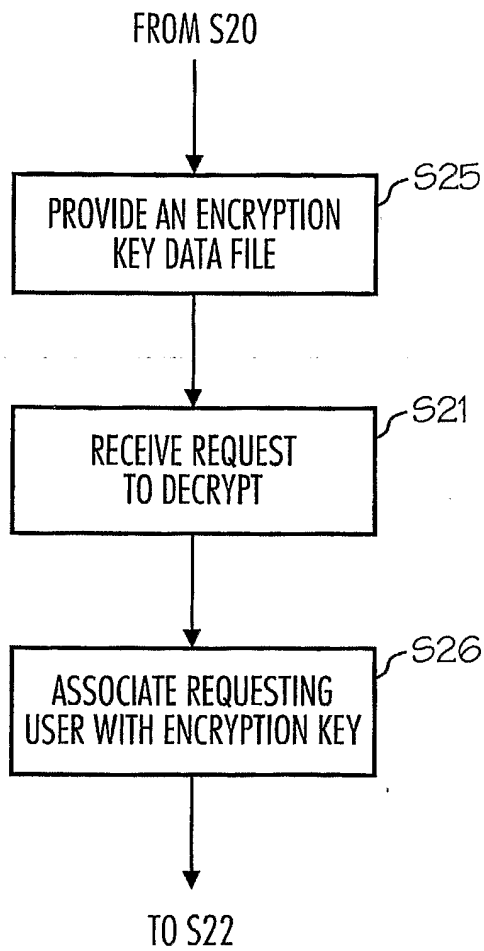 FROM S20
S25
PROVIDE AN ENCRYPTION
KEY DATA FILE
S21
RECEIVE REQUEST
TO DECRYPT
S26
ASSOCIATE REQUESTING
USER WITH ENCRYPTION KEY
TO S22